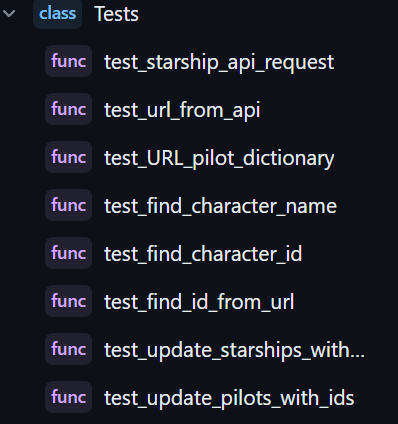 class Tests
func test_starship_api_request
func test_url_from_api
func test_URL_pilot_dictionary
func test_find_character_name
func test_find_character_id
func test_find_id_from_url
func test_update_starships_with...
func test_update_pilots_with_ids